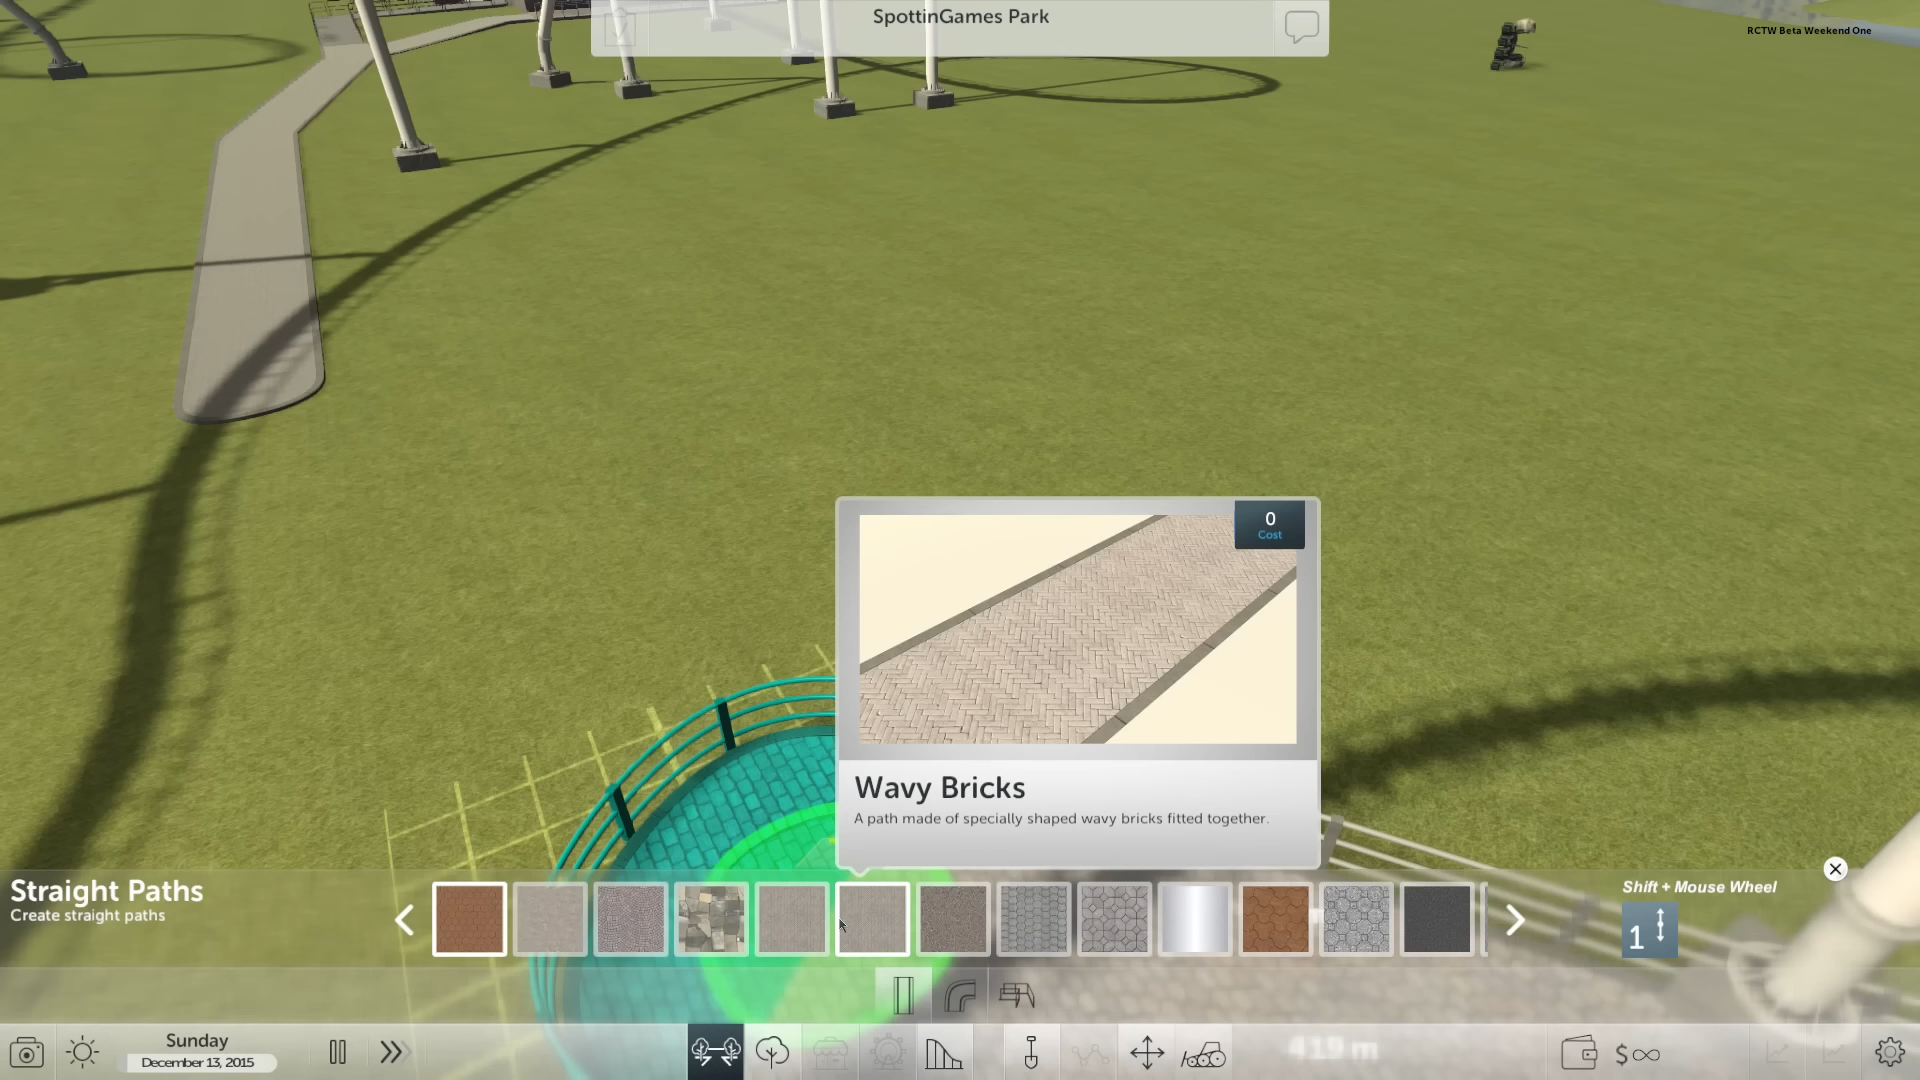 SpottinGames Park
RCTW Beta Weekend One
0
Cost
Wavy Bricks
A path made of specially shaped wavy bricks fitted together.
Straight Paths
Create straight paths
Shift + Mouse Wheel
1
Sunday
December 13, 2015
419 m
$∞